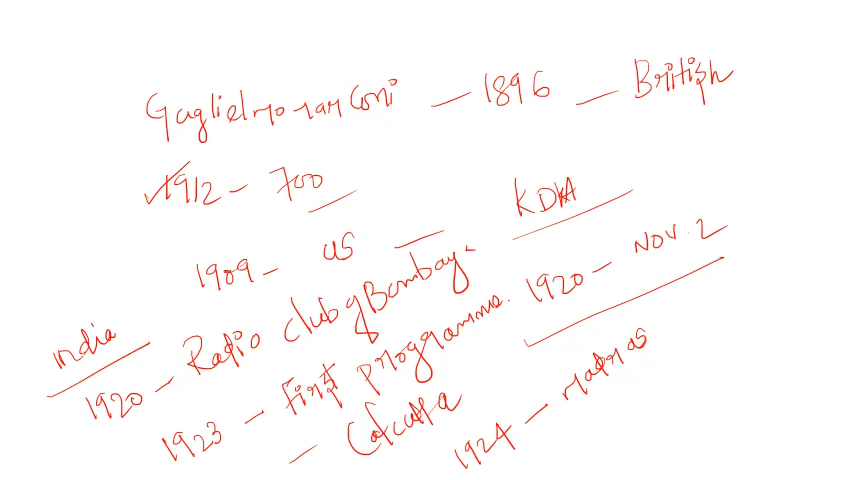 Guglielmo marconi - 1896 - British
1912 - 700
1909 - US -
KDKA
1920 - NOV. 2
India
1920 - Radio Club of Bombay.
1923 - First programme.
- Calcutta
1924 - Madras